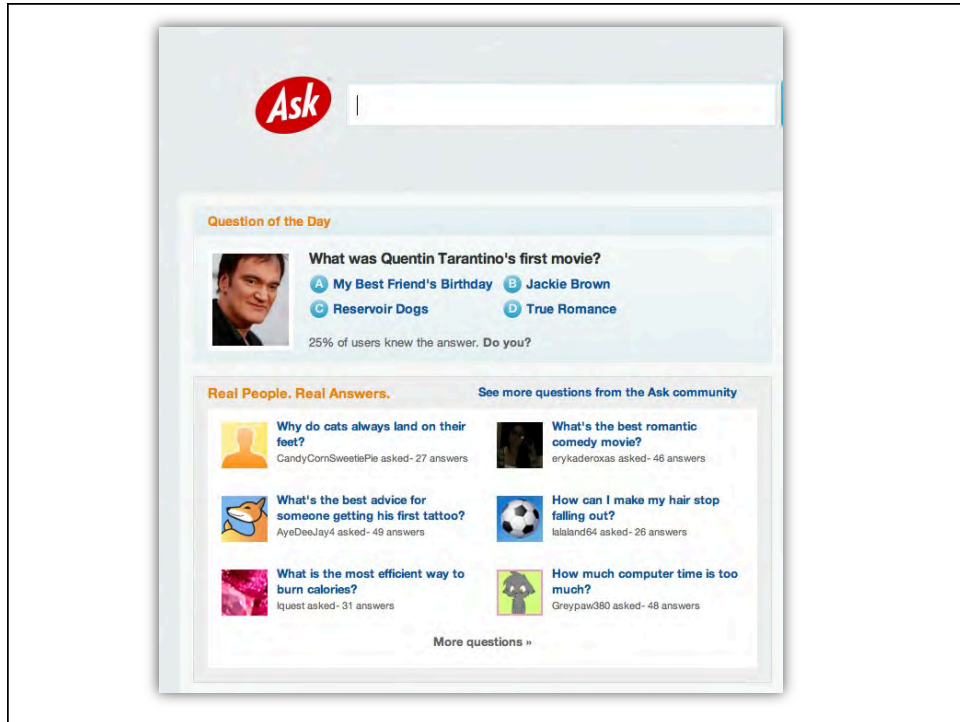 Ask
Question of the Day
What was Quentin Tarantino's first movie?
A My Best Friend's Birthday B Jackie Brown
C Reservoir Dogs D True Romance
25% of users knew the answer. Do you?
Real People. Real Answers. See more questions from the Ask community
Why do cats always land on their
feet?
CandyCornSweetiePie asked- 27 answers
What's the best romantic
comedy movie?
erykaderoxas asked- 46 answers
What's the best advice for
someone getting his first tattoo?
AyeDeeJay4 asked- 49 answers
How can I make my hair stop
falling out?
lalaland64 asked- 26 answers
What is the most efficient way to
burn calories?
lquest asked- 31 answers
How much computer time is too
much?
Greypaw380 asked- 48 answers
More questions »